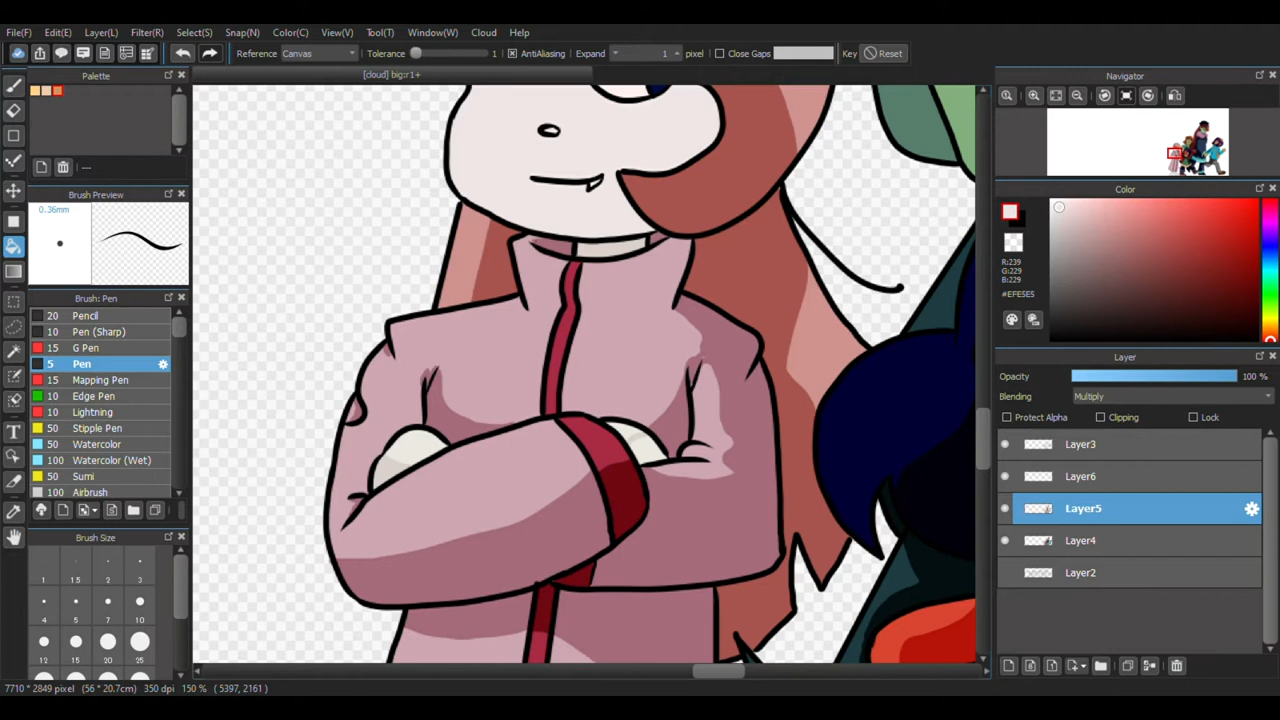 File(F) Edit(E) Layer(L) Filter(R) Select(S) Snap(N) Color(C) View(V) Tool(T) Window(W) Cloud Help
Reference Canvas Tolerance 1 AntiAliasing Expand 1 pixel Close Gaps Key Reset
Palette
[cloud] big:r1+
Navigator
---
Brush Preview
0.36mm
Color
R:239
G:229
B:229
#EFE5E5
Brush: Pen
20 Pencil
10 Pen (Sharp)
15 G Pen
5 Pen
15 Mapping Pen
10 Edge Pen
10 Lightning
10 Stipple Pen
50 Watercolor
100 Watercolor (Wet)
10 Sumi
100 Airbrush
Layer
Opacity 100 %
Blending Multiply
Protect Alpha Clipping Lock
Layer3
Layer6
Layer5
Layer4
Layer2
Brush Size
1 1.5 2 3
4 5 7 10
12 15 20 25
7710 * 2849 pixel (56 * 20.7cm) 350 dpi 150 % ( 5397, 2161 )